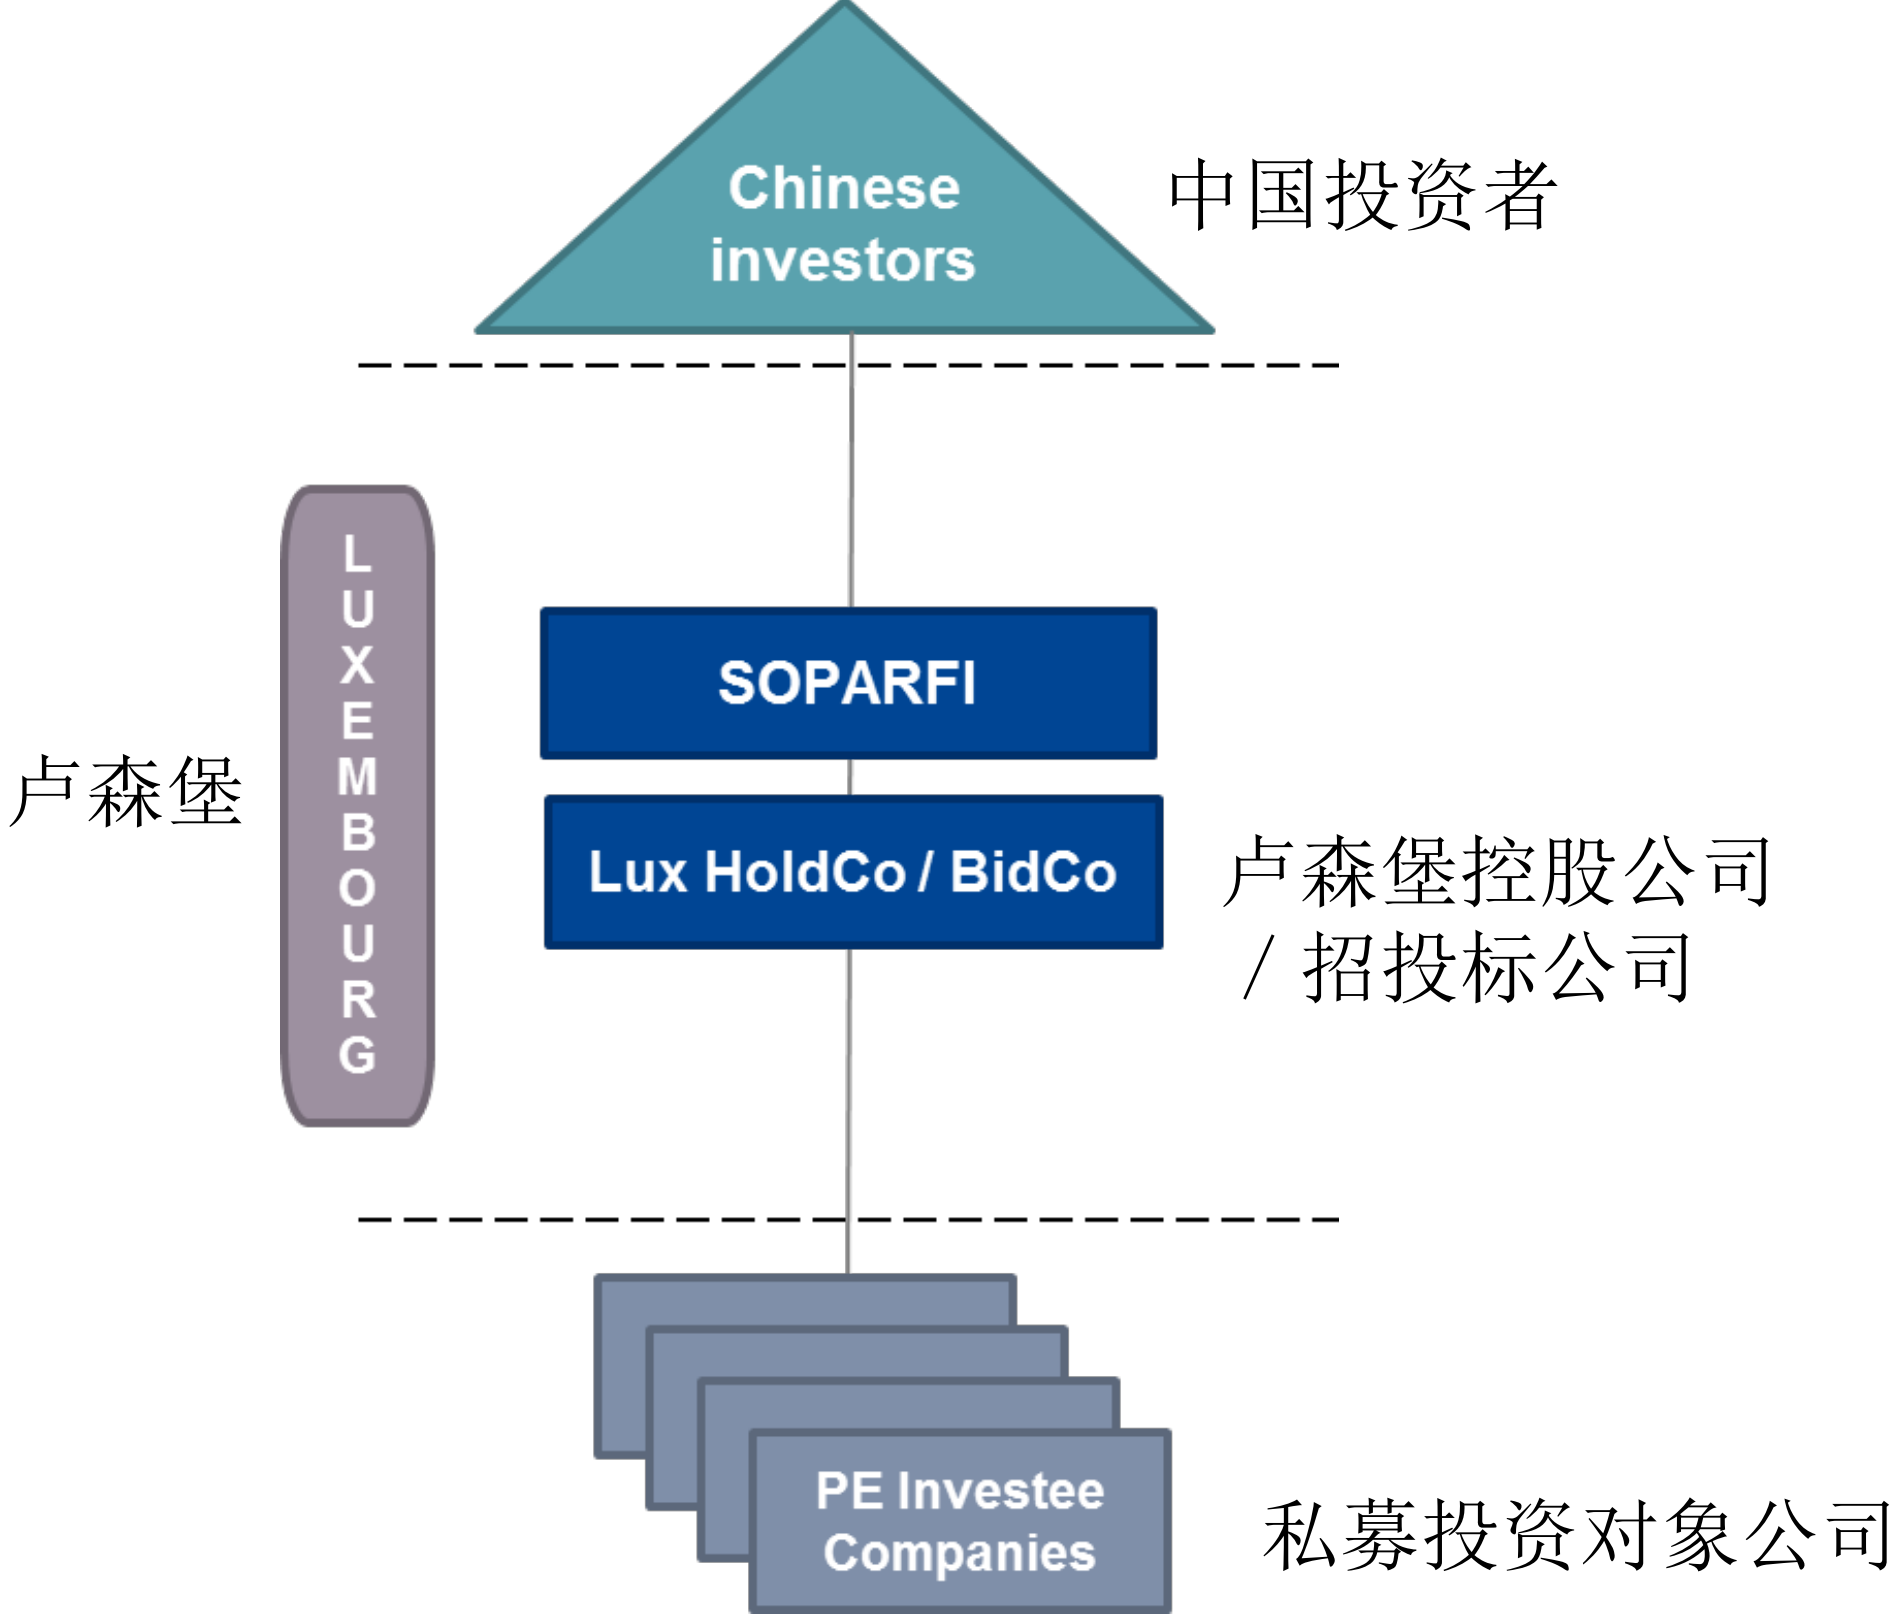 Chinese
investors
中国投资者
LUXEMBOURG
卢森堡
SOPARFI
Lux HoldCo / BidCo
卢森堡控股公司
/ 招投标公司
PE Investee
Companies
私募投资对象公司